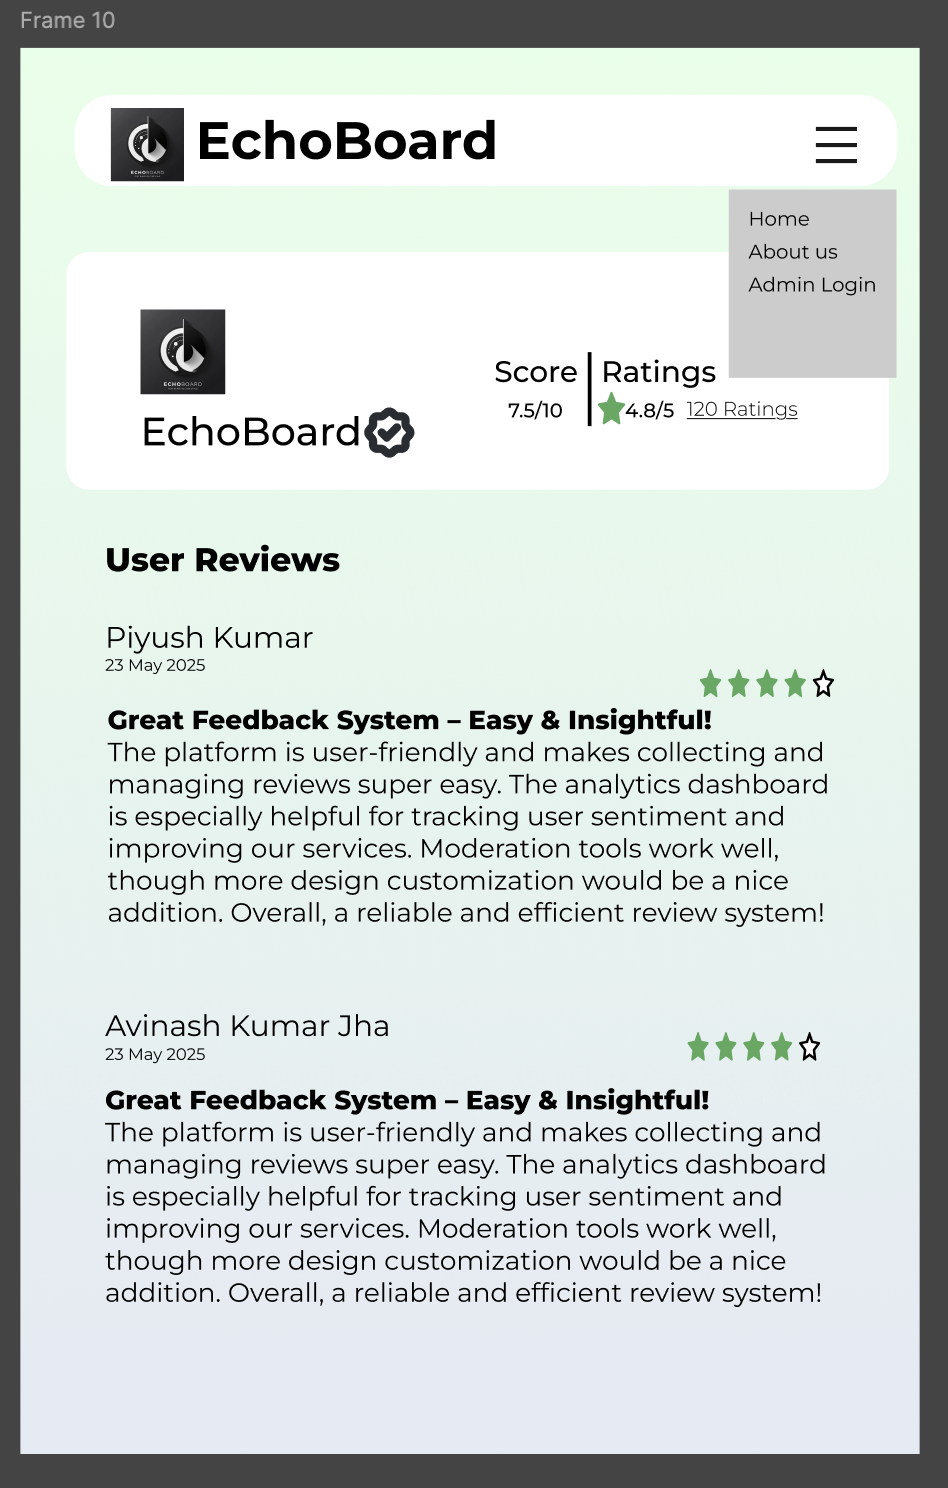 Frame 10
ECHOBOARD
EchoBoard
Home
About us
Admin Login
ECHOBOARD
EchoBoard
Score
Ratings
7.5/10
4.8/5 120 Ratings
User Reviews
Piyush Kumar
23 May 2025
Great Feedback System – Easy & Insightful!
The platform is user-friendly and makes collecting and
managing reviews super easy. The analytics dashboard
is especially helpful for tracking user sentiment and
improving our services. Moderation tools work well,
though more design customization would be a nice
addition. Overall, a reliable and efficient review system!
Avinash Kumar Jha
23 May 2025
Great Feedback System – Easy & Insightful!
The platform is user-friendly and makes collecting and
managing reviews super easy. The analytics dashboard
is especially helpful for tracking user sentiment and
improving our services. Moderation tools work well,
though more design customization would be a nice
addition. Overall, a reliable and efficient review system!